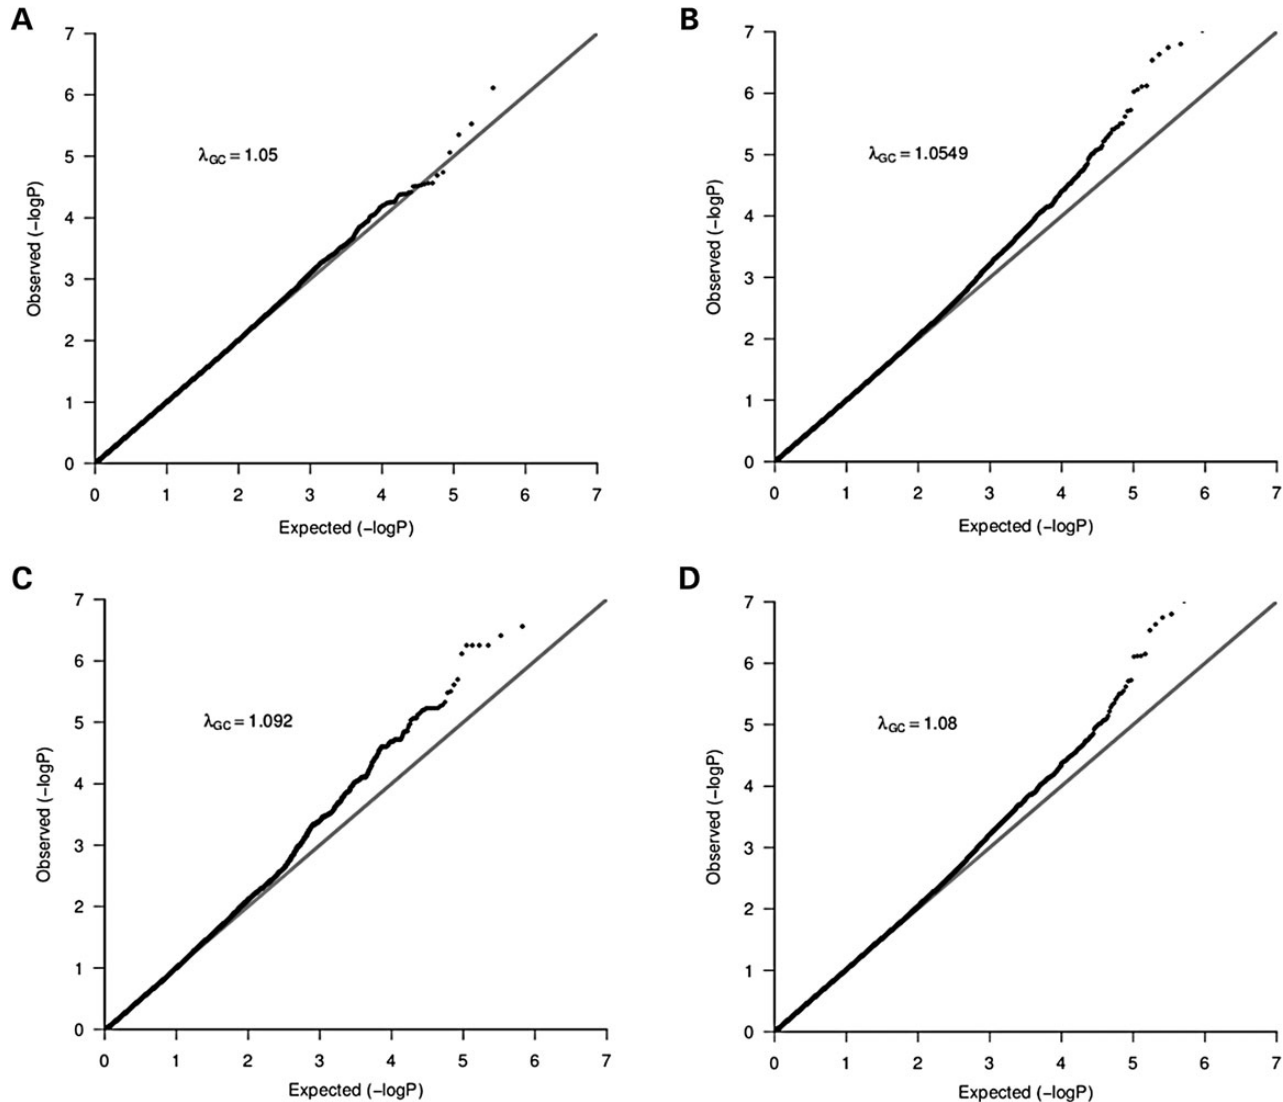 A
7
6
5
4
3
2
1
0
Observed (−logP)
λGC = 1.05
0 1 2 3 4 5 6 7
Expected (−logP)
B
7
6
5
4
3
2
1
0
Observed (−logP)
λGC = 1.0549
0 1 2 3 4 5 6 7
Expected (−logP)
C
7
6
5
4
3
2
1
0
Observed (−logP)
λGC = 1.092
0 1 2 3 4 5 6 7
Expected (−logP)
D
7
6
5
4
3
2
1
0
Observed (−logP)
λGC = 1.08
0 1 2 3 4 5 6 7
Expected (−logP)